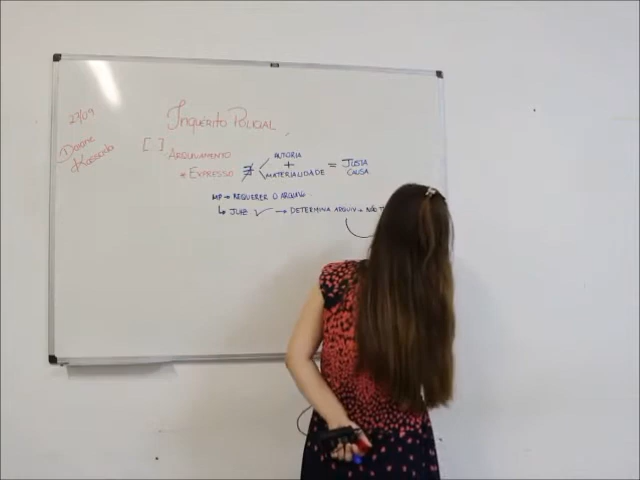 27/09
Inquérito Policial
[ ] Arquivamento
* Expresso
AUTORIA
+
MATERIALIDADE
= JUSTA
CAUSA
MP → REQUERER O ARQUIV.
↳ JUIZ ✓ → DETERMINA ARQUIV → NÃO